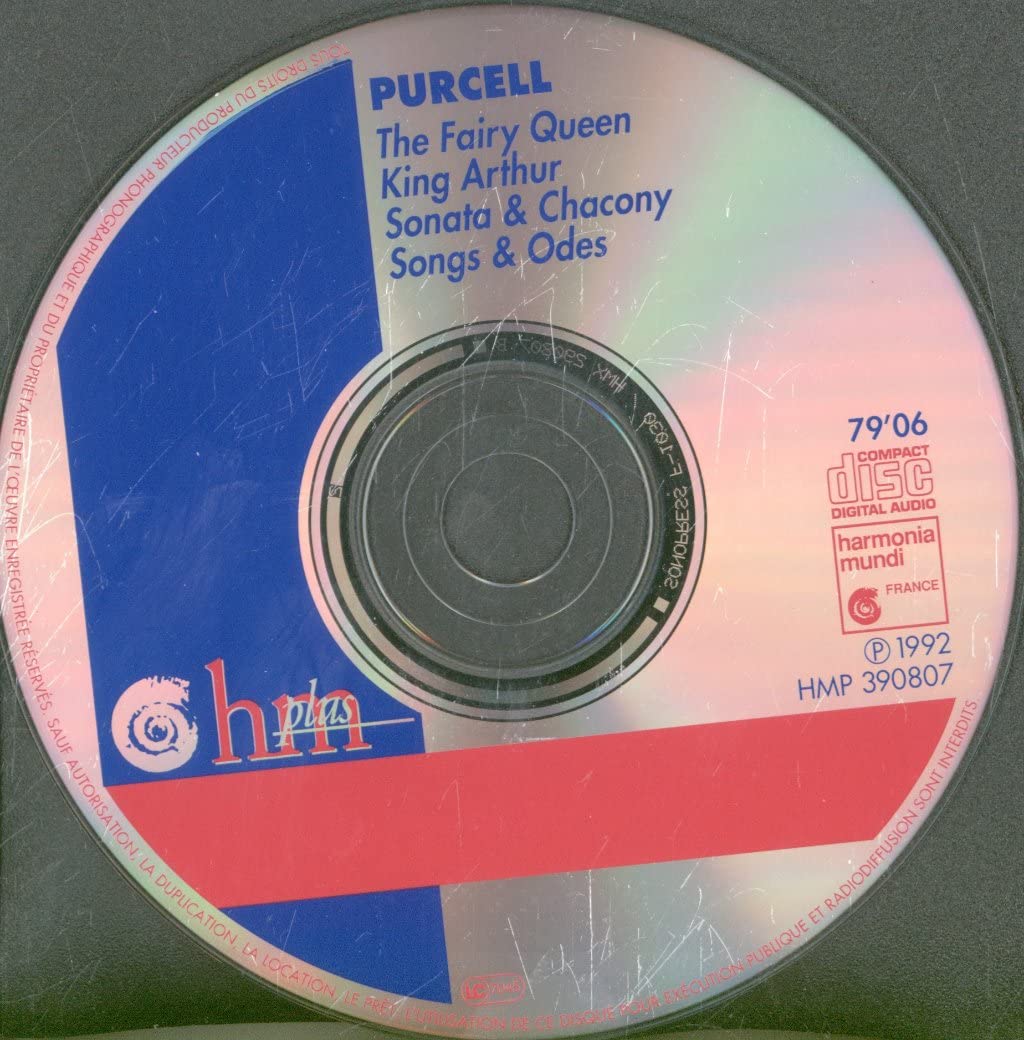 PURCELL
The Fairy Queen
King Arthur
Sonata & Chacony
Songs & Odes
79'06
COMPACT
disc
DIGITAL AUDIO
harmonia
mundi
FRANCE
℗ 1992
HMP 390807
hm
plus
SONOPRESS
HMX
TOUS DROITS DU PRODUCTEUR PHONOGRAPHIQUE ET DU PROPRIÉTAIRE DE L'ŒUVRE ENREGISTRÉE RÉSERVÉS. SAUF AUTORISATION, LA DUPLICATION, LA LOCATION, LE PRÊT, L'UTILISATION DE CE DISQUE POUR EXÉCUTION PUBLIQUE ET RADIODIFFUSION SONT INTERDITS